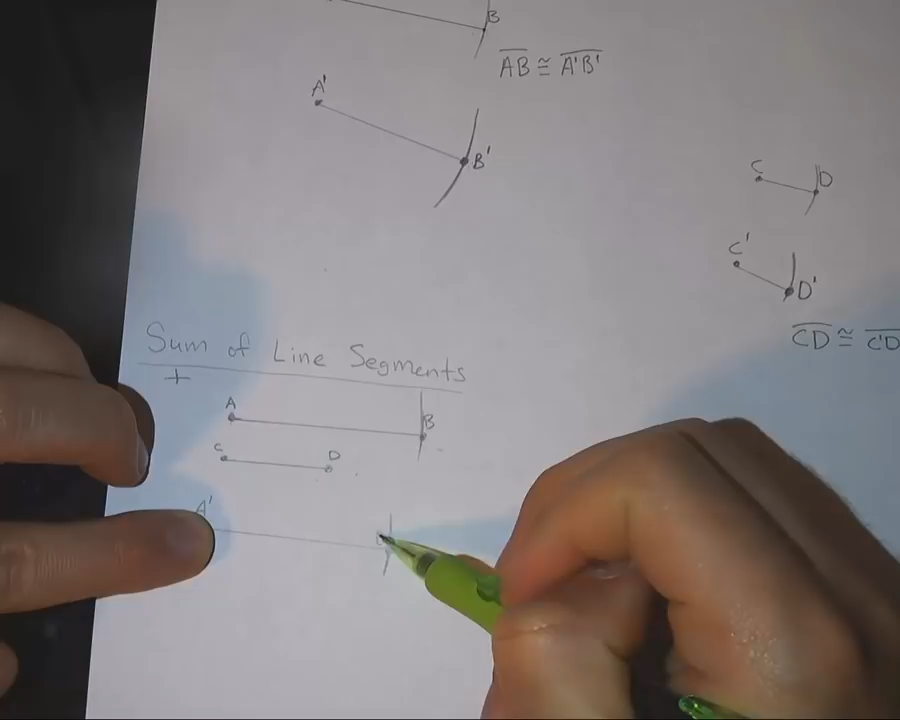 B
AB ≅ A'B'
A'
B'
C
D
C'
D'
CD ≅ C'D
Sum of Line Segments
+
A
B
C
D
A'